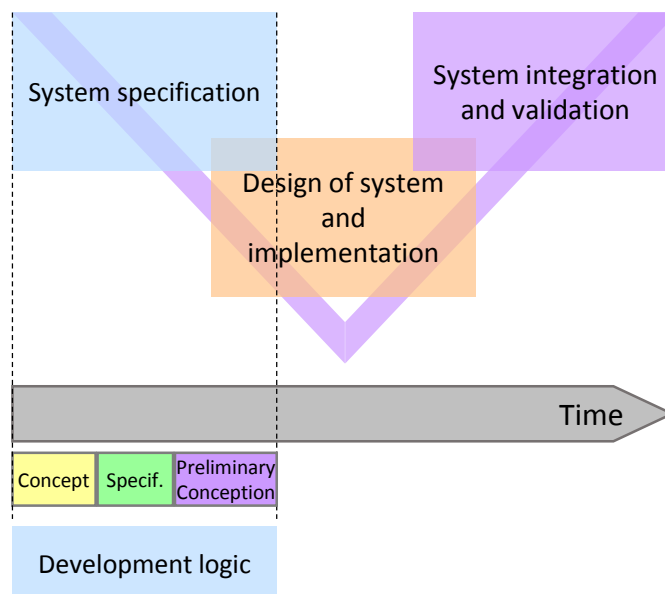 System specification
System integration
and validation
Design of system
and
implementation
Time
Concept
Specif.
Preliminary
Conception
Development logic